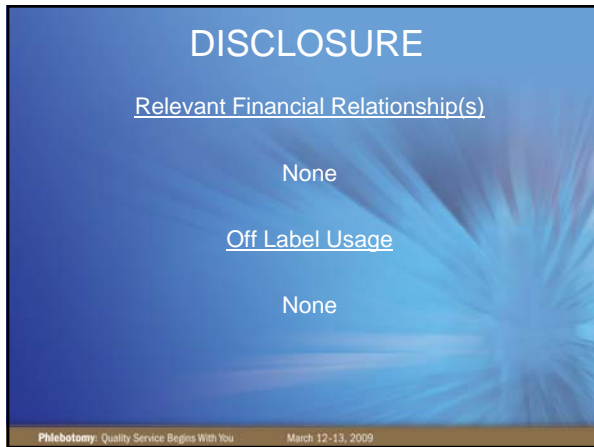 DISCLOSURE
Relevant Financial Relationship(s)
None
Off Label Usage
None
Phlebotomy: Quality Service Begins With You March 12-13, 2009